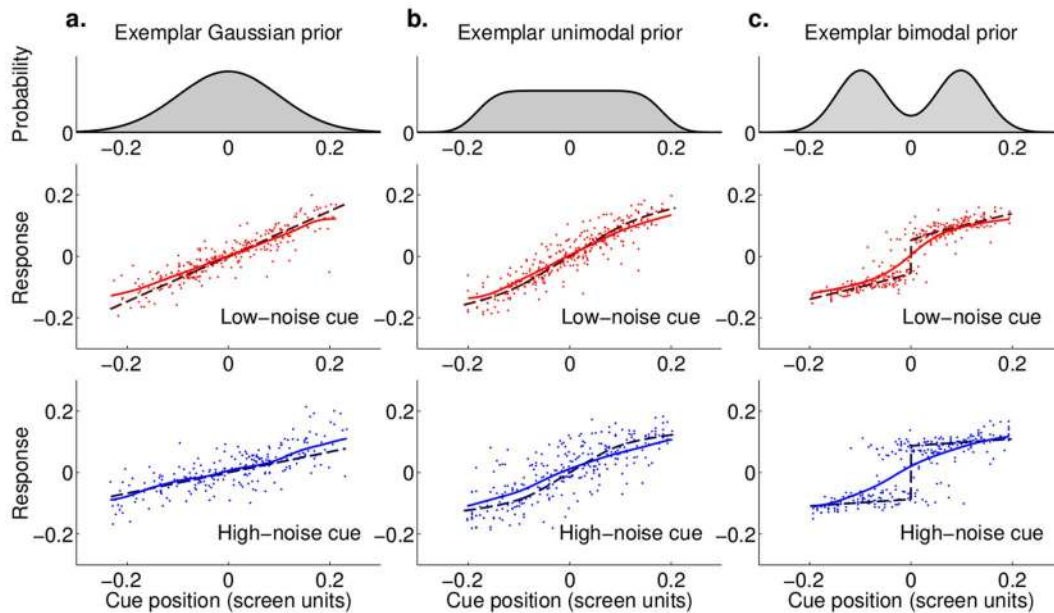 a.
Exemplar Gaussian prior
b.
Exemplar unimodal prior
c.
Exemplar bimodal prior
Probability
0
−0.2 0 0.2
0
−0.2 0 0.2
0
−0.2 0 0.2
Response
0.2
0
−0.2
Low−noise cue
−0.2 0 0.2
0.2
0
−0.2
Low−noise cue
−0.2 0 0.2
0.2
0
−0.2
Low−noise cue
−0.2 0 0.2
Response
0.2
0
−0.2
High−noise cue
−0.2 0 0.2
Cue position (screen units)
0.2
0
−0.2
High−noise cue
−0.2 0 0.2
Cue position (screen units)
0.2
0
−0.2
High−noise cue
−0.2 0 0.2
Cue position (screen units)